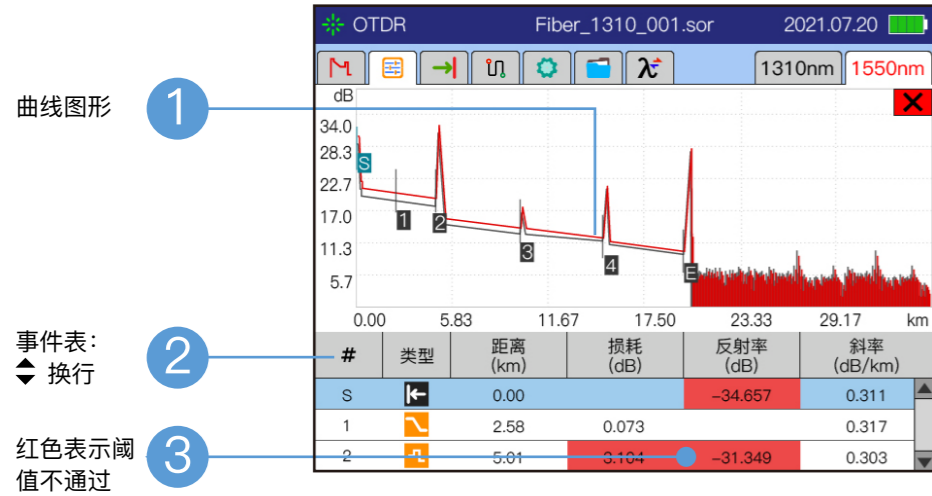 OTDR Fiber_1310_001.sor 2021.07.20
λ 1310nm 1550nm
dB
34.0
28.3
22.7
17.0
11.3
5.7
S
1
2
3
4
E
0.00 5.83 11.67 17.50 23.33 29.17 km
# 类型 距离 (km) 损耗 (dB) 反射率 (dB) 斜率 (dB/km)
S 0.00 -34.657 0.311
1 2.58 0.073 0.317
2 5.01 3.104 -31.349 0.303
曲线图形
1
事件表：
换行
2
红色表示阈
值不通过
3